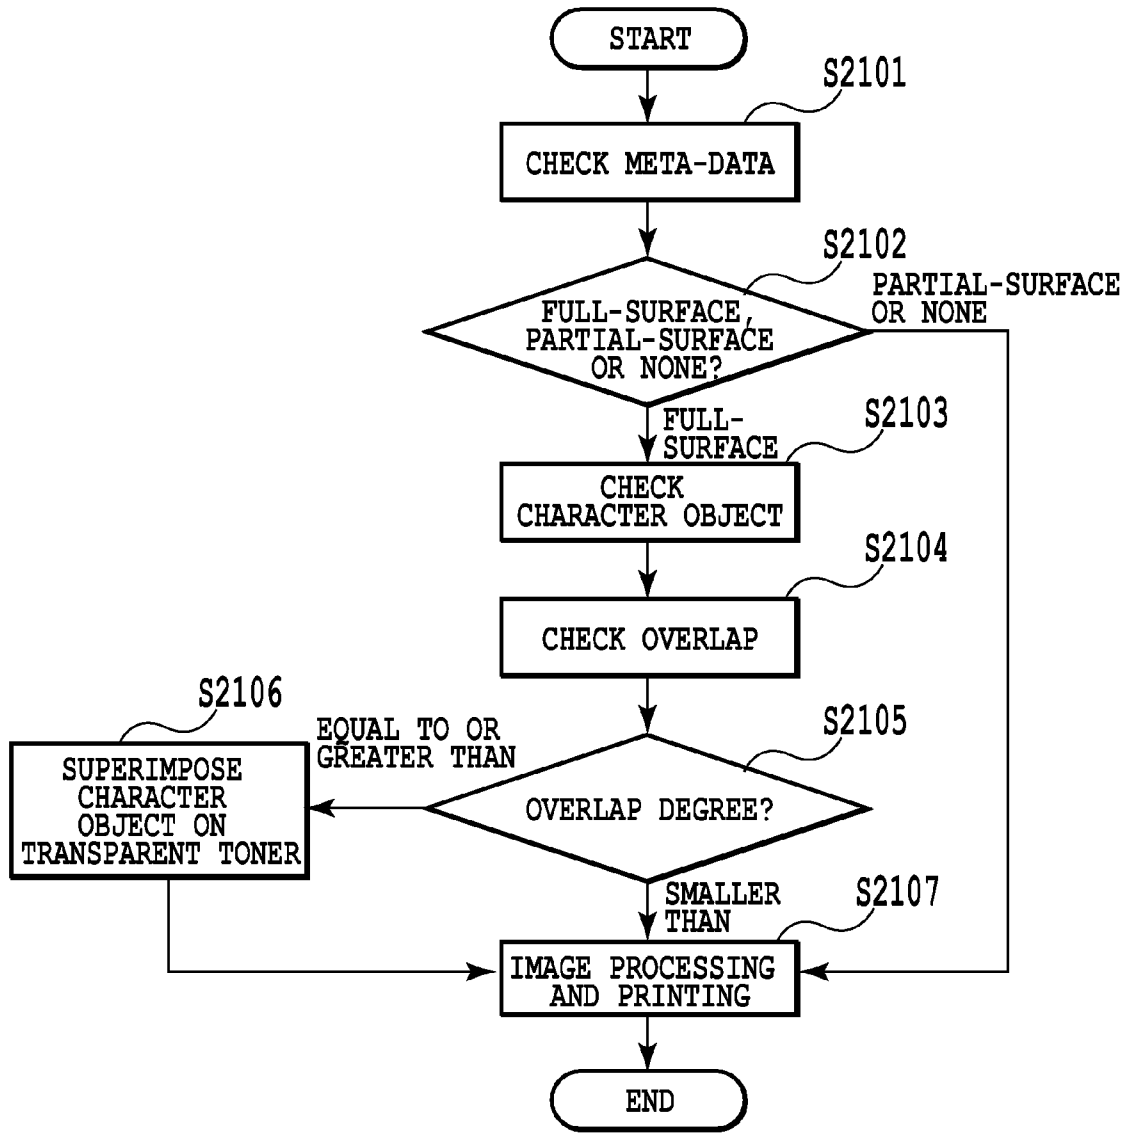 START
S2101
CHECK META-DATA
S2102
FULL-SURFACE,
PARTIAL-SURFACE
OR NONE?
PARTIAL-SURFACE
OR NONE
FULL-
SURFACE
S2103
CHECK
CHARACTER OBJECT
S2104
CHECK OVERLAP
S2105
OVERLAP DEGREE?
EQUAL TO OR
GREATER THAN
S2106
SUPERIMPOSE
CHARACTER
OBJECT ON
TRANSPARENT TONER
SMALLER
THAN
S2107
IMAGE PROCESSING
AND PRINTING
END